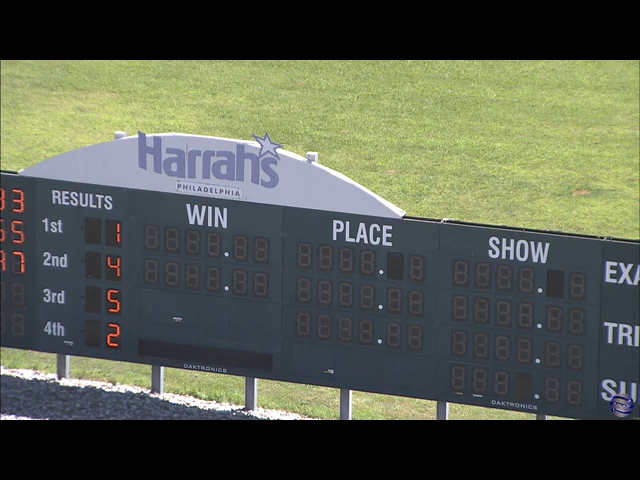 Harrah's
PHILADELPHIA
RESULTS
1st 1
2nd 4
3rd 5
4th 2
WIN
PLACE
SHOW
EXA
TRI
SU
DAKTRONICS
DAKTRONICS